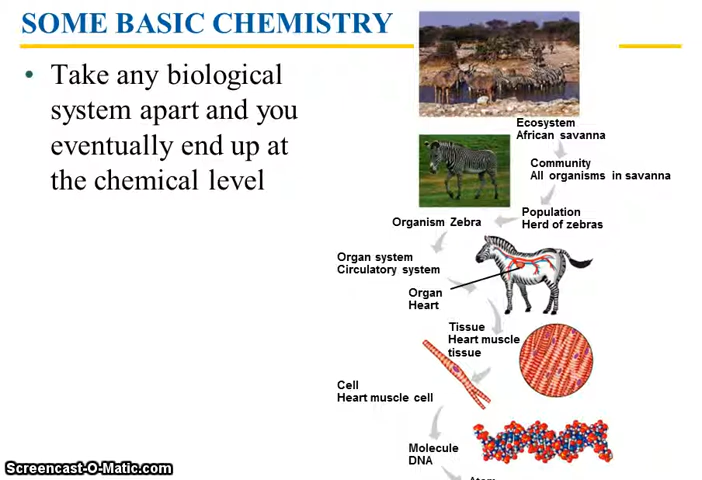 SOME BASIC CHEMISTRY
• Take any biological
system apart and you
eventually end up at
the chemical level
Ecosystem
African savanna
Community
All organisms in savanna
Population
Herd of zebras
Organism Zebra
Organ system
Circulatory system
Organ
Heart
Tissue
Heart muscle
tissue
Cell
Heart muscle cell
Molecule
DNA
Screencast-O-Matic.com